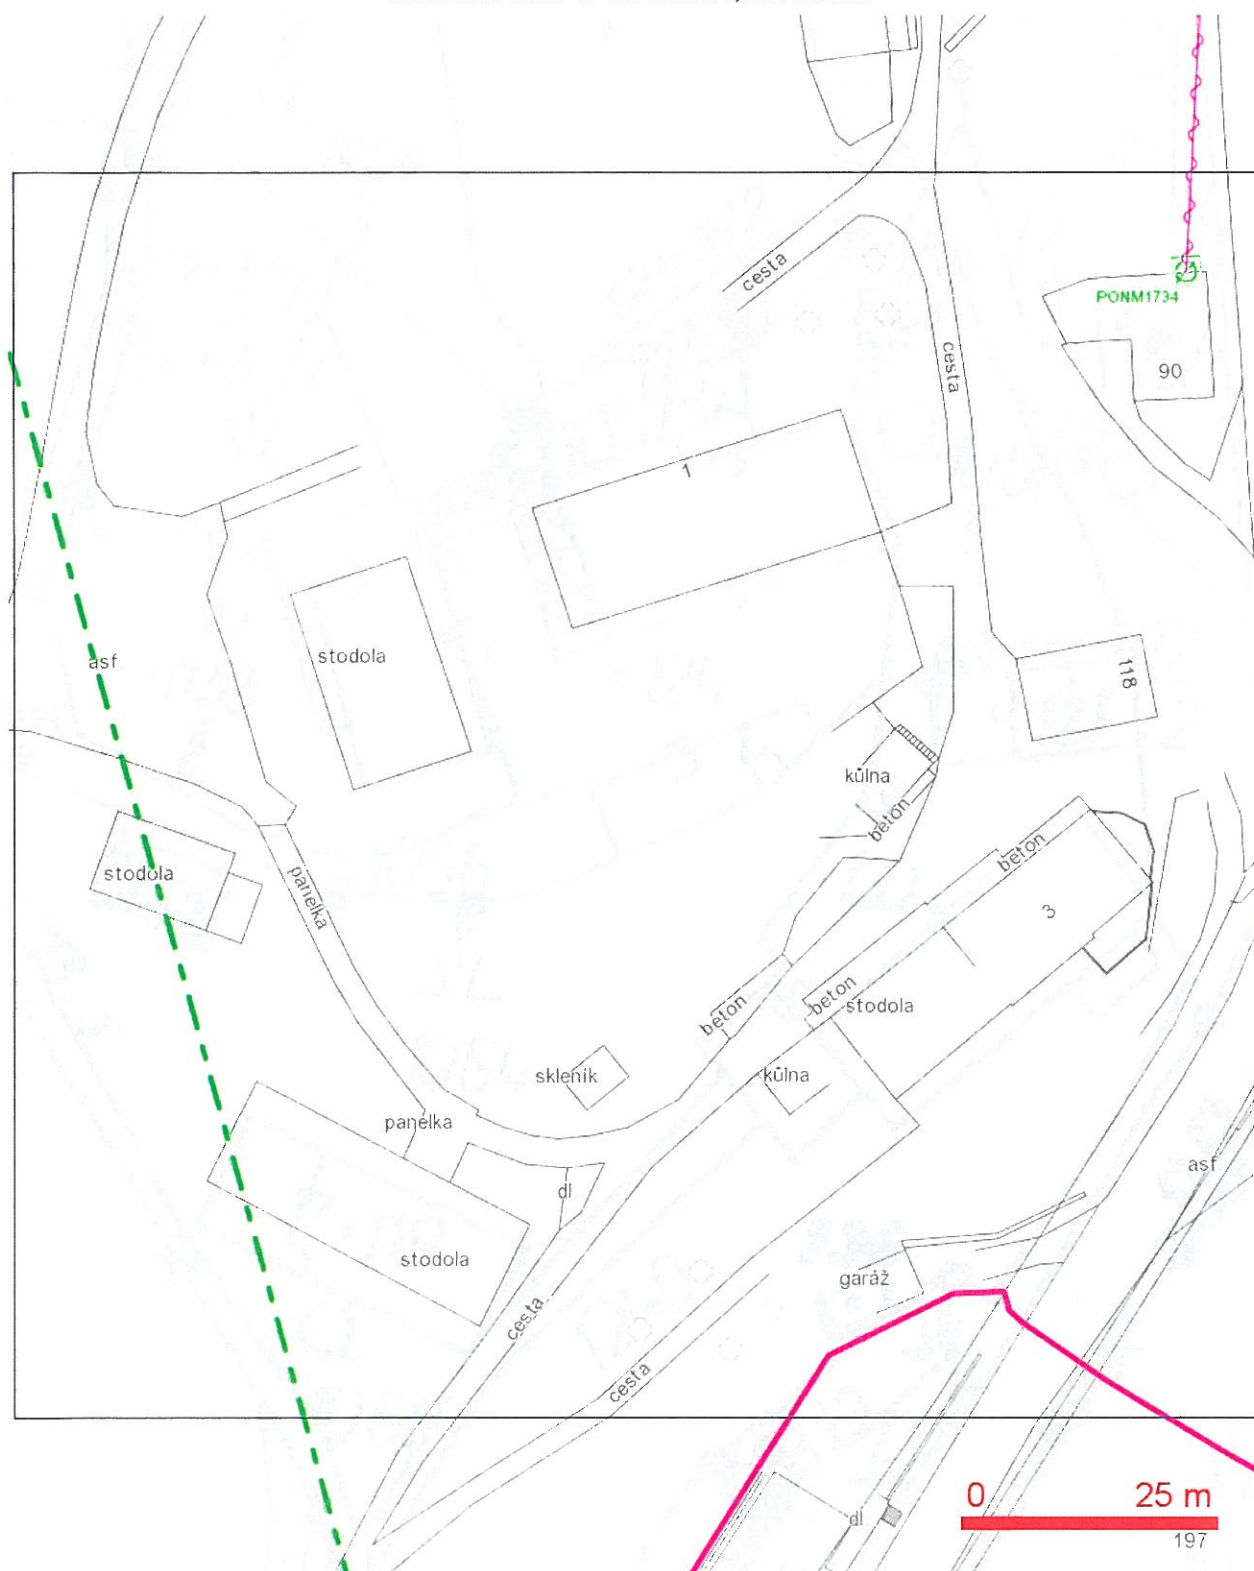 cesta
PONM1734
cesta
90
1
stodola
asf
118
kůlna
beton
beton
stodola
panelka
3
beton
beton
stodola
skleník
kůlna
panelka
asf
dl
stodola
garáž
cesta
cesta
0 25 m
dl
197